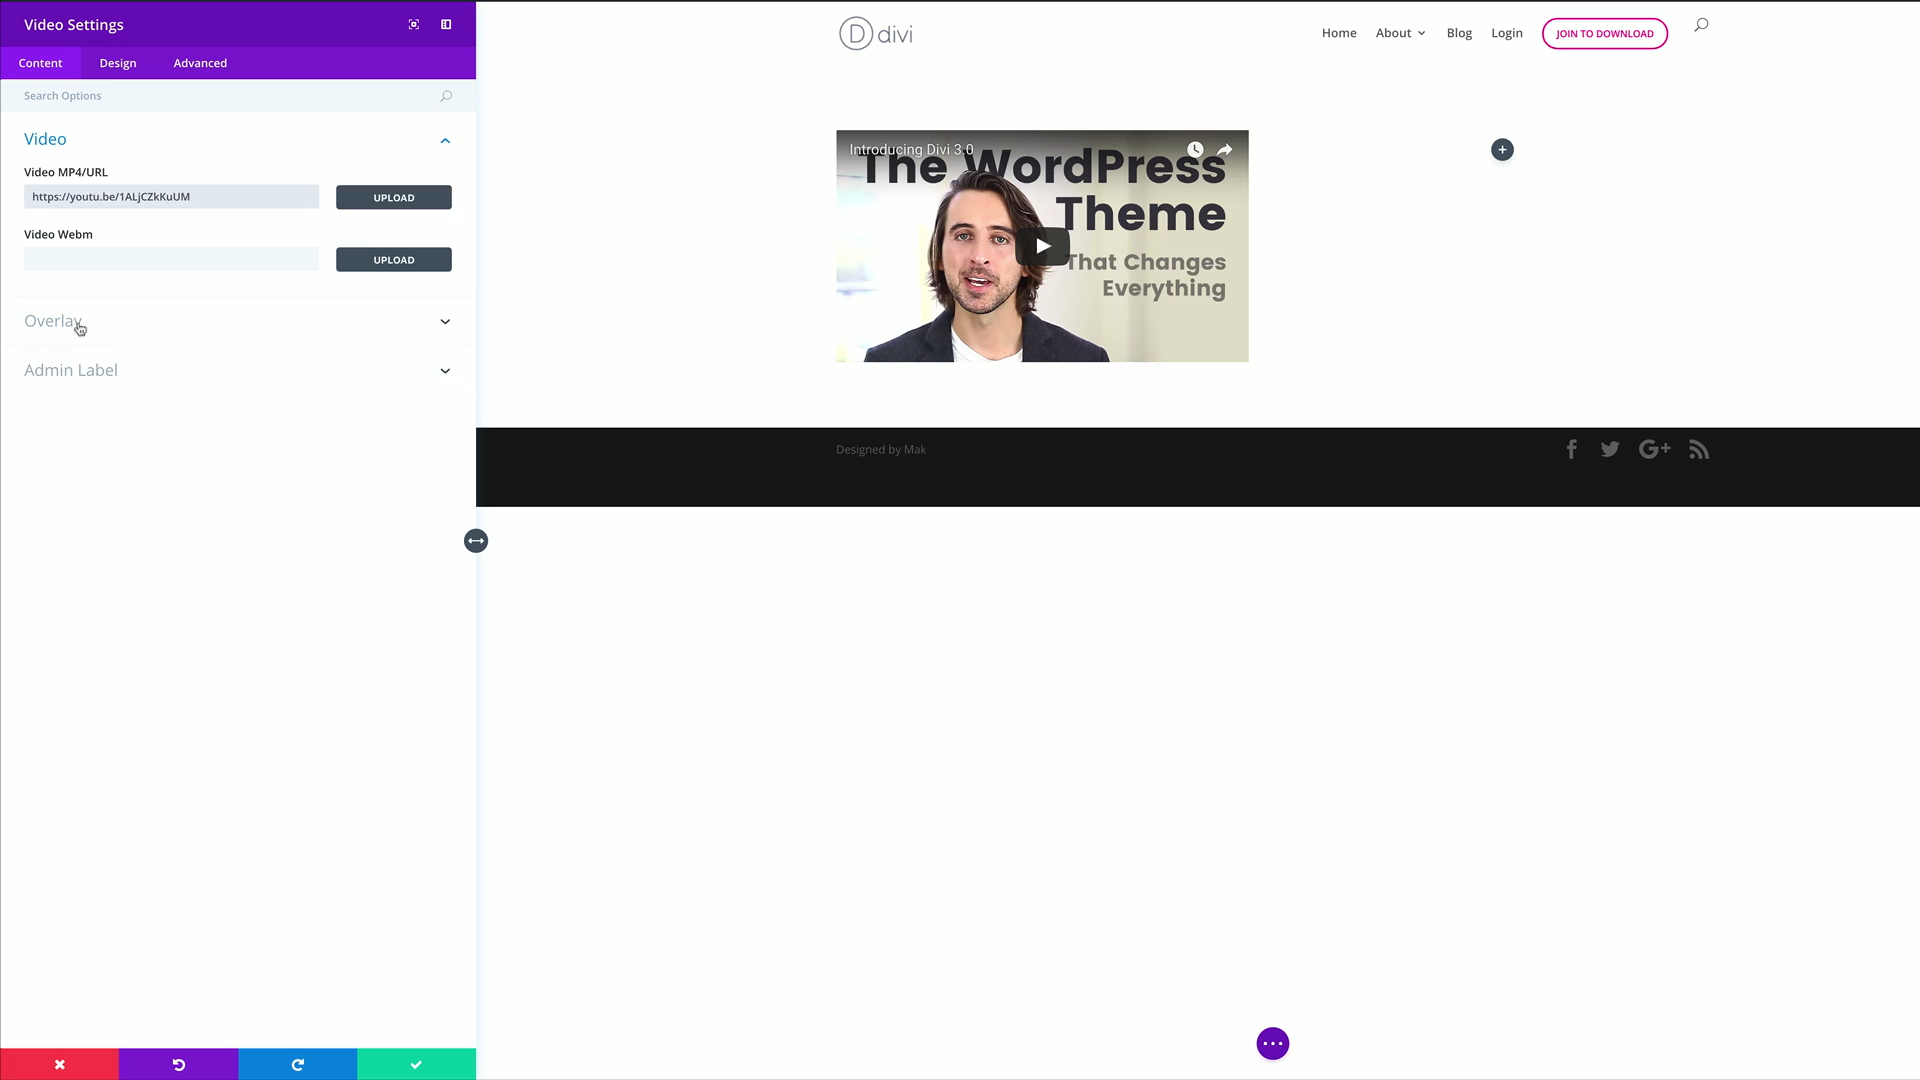 Video Settings
Content Design Advanced
Search Options
Video
Video MP4/URL
https://youtu.be/1ALjCZkKuUM
UPLOAD
Video Webm
UPLOAD
Overlay
Admin Label
D divi
Home About Blog Login JOIN TO DOWNLOAD
Introducing Divi 3.0
The WordPress
Theme
That Changes
Everything
Designed by Mak